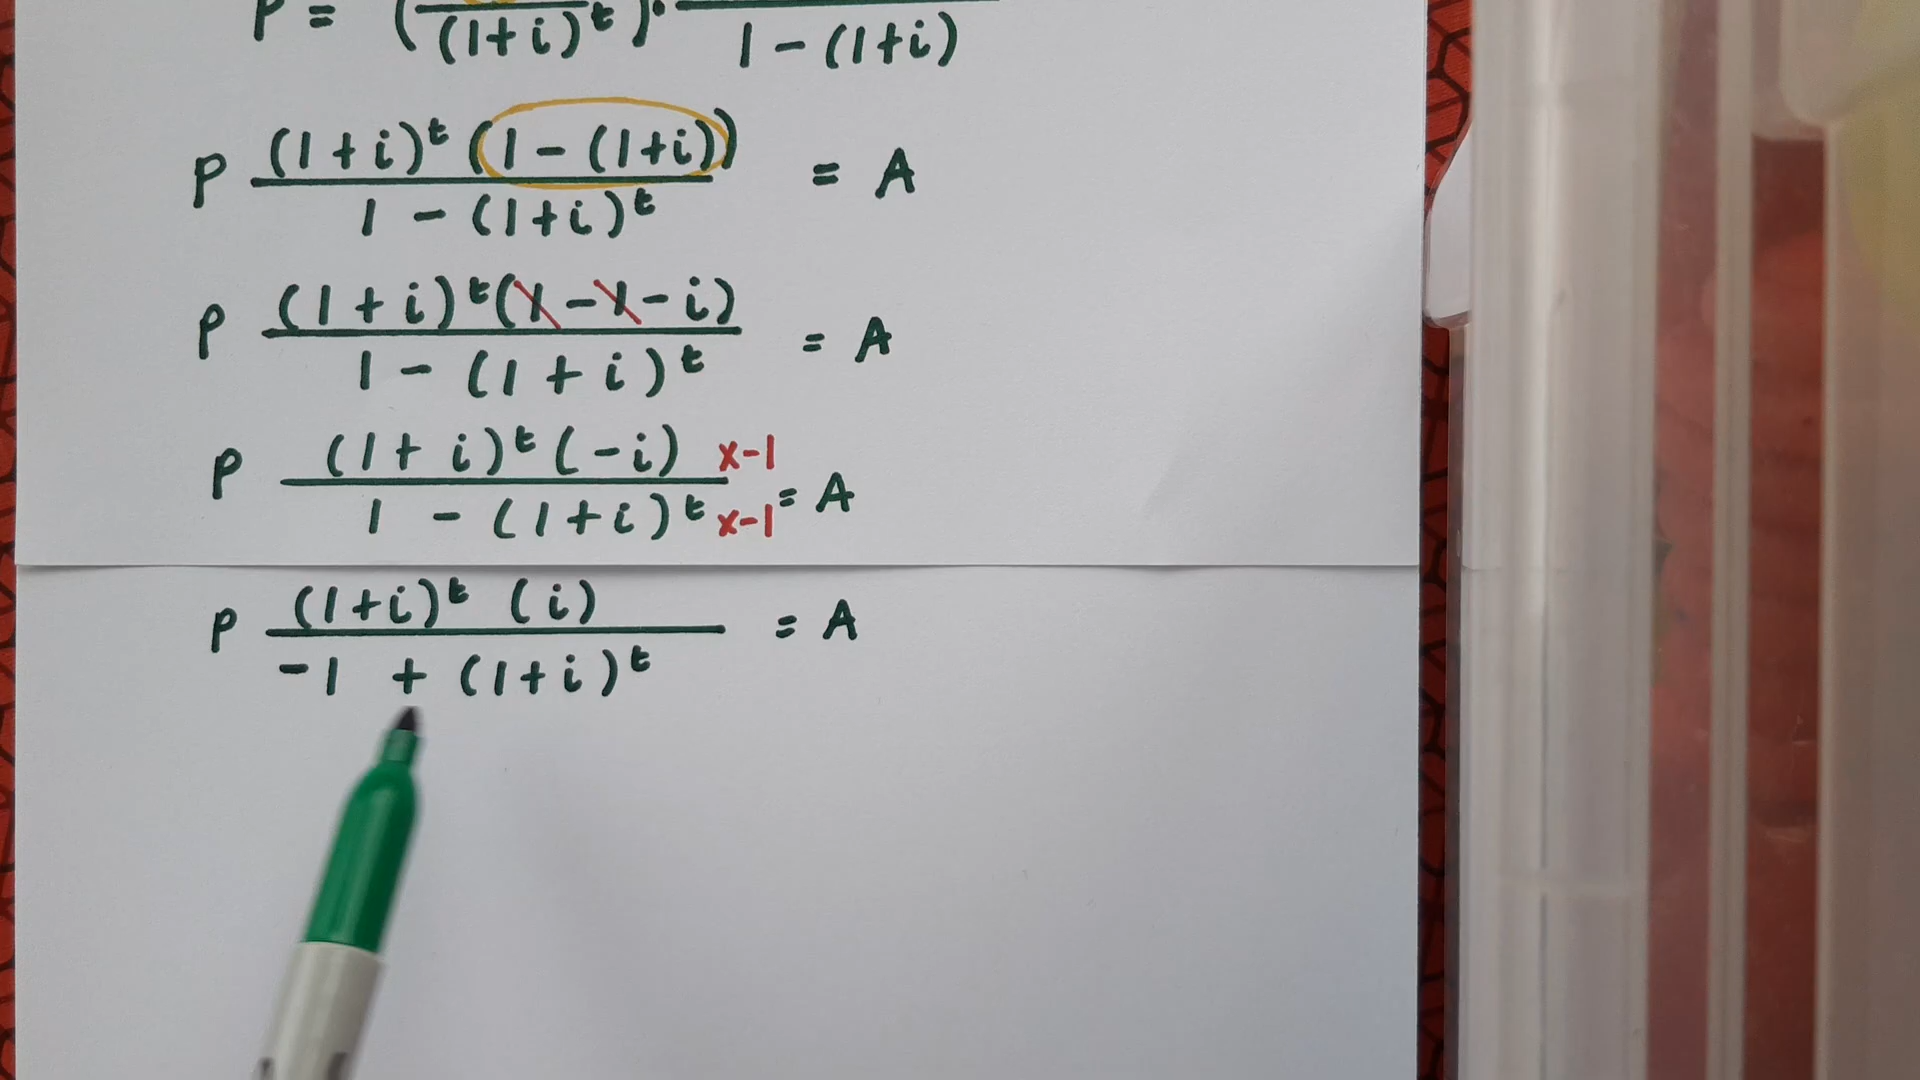 P = ( (1+i)^t ) · 1 - (1+i)
P (1+i)^t (1-(1+i)) / 1 - (1+i)^t = A
P (1+i)^t (1-1-i) / 1 - (1+i)^t = A
P (1+i)^t (-i) x-1 / 1 - (1+i)^t x-1 = A
P (1+i)^t (i) / -1 + (1+i)^t = A